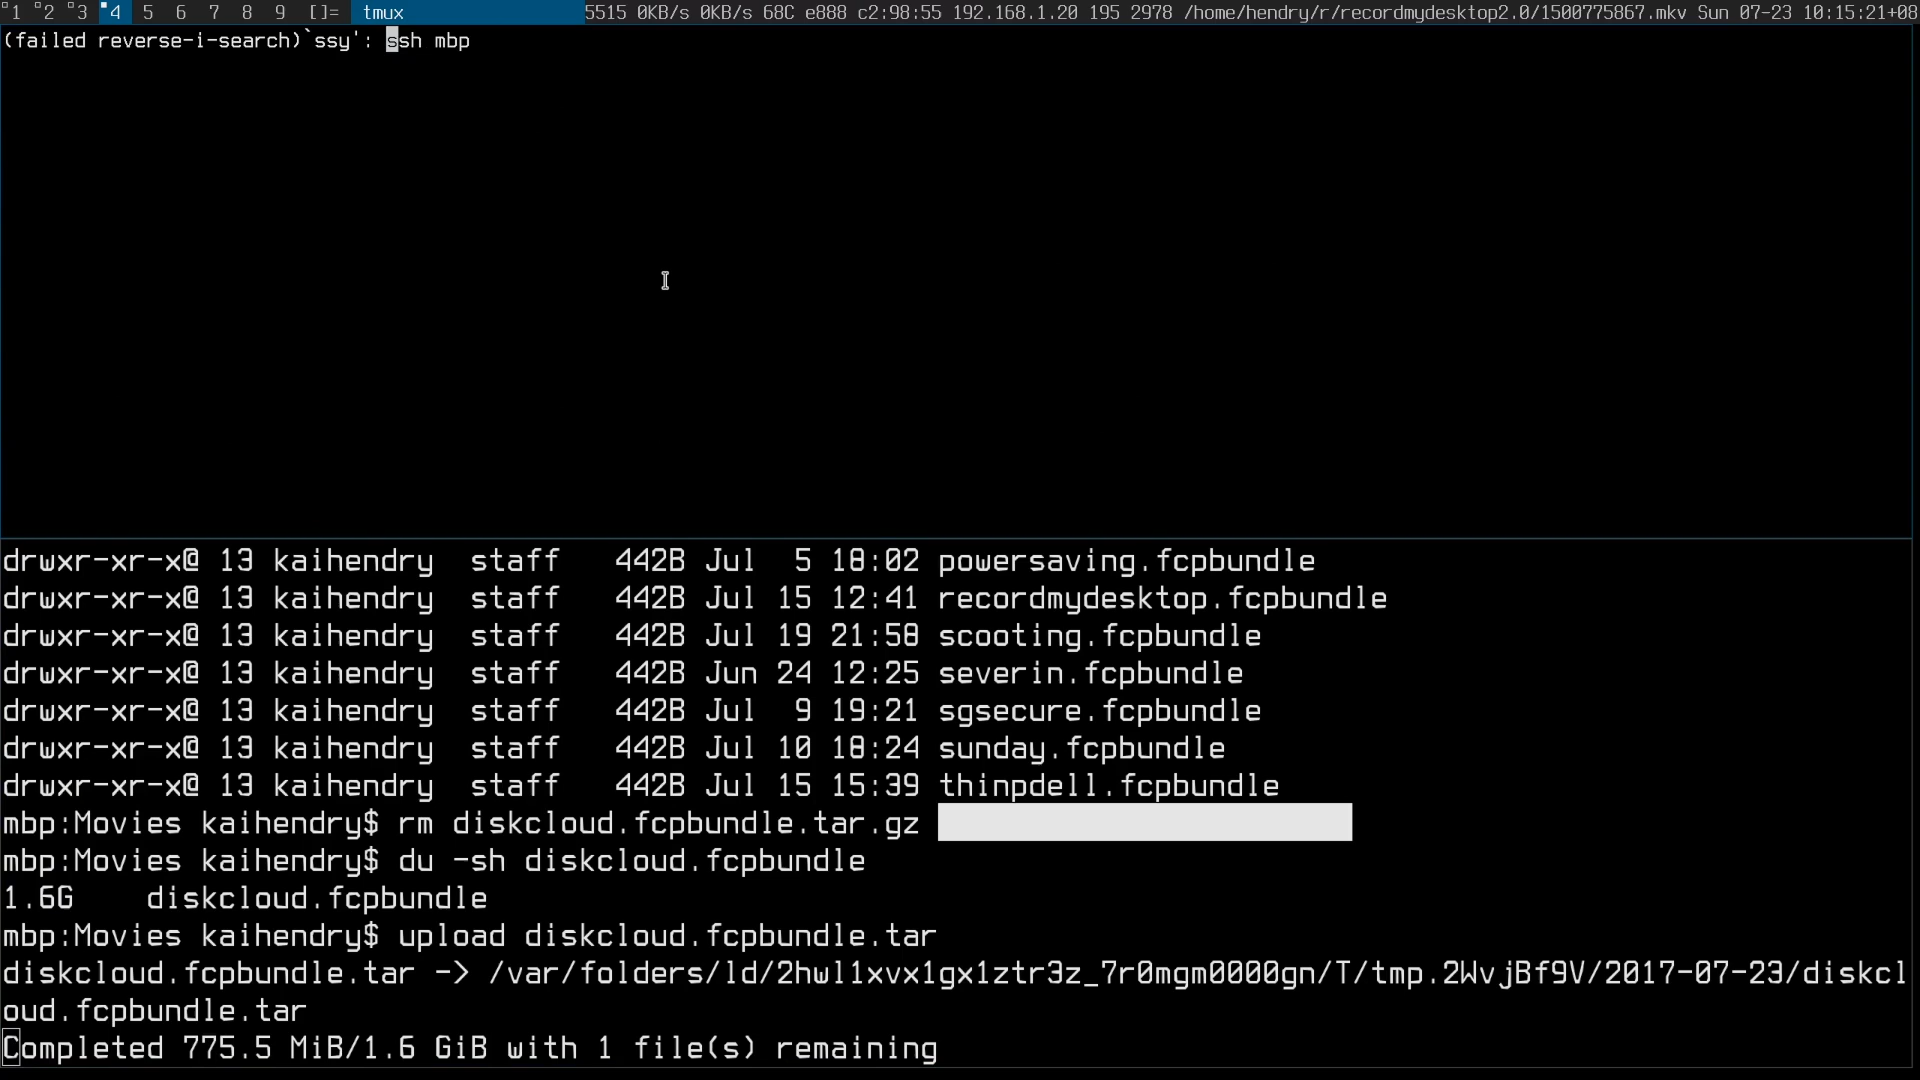 1 2 3 4 5 6 7 8 9 []= tmux 5515 0KB/s 0KB/s 68C e888 c2:98:55 192.168.1.20 195 2978 /home/hendry/r/recordmydesktop2.0/1500775867.mkv Sun 07-23 10:15:21+08
(failed reverse-i-search)`ssy': ssh mbp
drwxr-xr-x@ 13 kaihendry  staff   442B Jul  5 18:02 powersaving.fcpbundle
drwxr-xr-x@ 13 kaihendry  staff   442B Jul 15 12:41 recordmydesktop.fcpbundle
drwxr-xr-x@ 13 kaihendry  staff   442B Jul 19 21:58 scooting.fcpbundle
drwxr-xr-x@ 13 kaihendry  staff   442B Jun 24 12:25 severin.fcpbundle
drwxr-xr-x@ 13 kaihendry  staff   442B Jul  9 19:21 sgsecure.fcpbundle
drwxr-xr-x@ 13 kaihendry  staff   442B Jul 10 18:24 sunday.fcpbundle
drwxr-xr-x@ 13 kaihendry  staff   442B Jul 15 15:39 thinpdell.fcpbundle
mbp:Movies kaihendry$ rm diskcloud.fcpbundle.tar.gz
mbp:Movies kaihendry$ du -sh diskcloud.fcpbundle
1.6G    diskcloud.fcpbundle
mbp:Movies kaihendry$ upload diskcloud.fcpbundle.tar
diskcloud.fcpbundle.tar -> /var/folders/ld/2hwl1xvx1gx1ztr3z_7r0mgm0000gn/T/tmp.2WvjBf9V/2017-07-23/diskcl
oud.fcpbundle.tar
Completed 775.5 MiB/1.6 GiB with 1 file(s) remaining